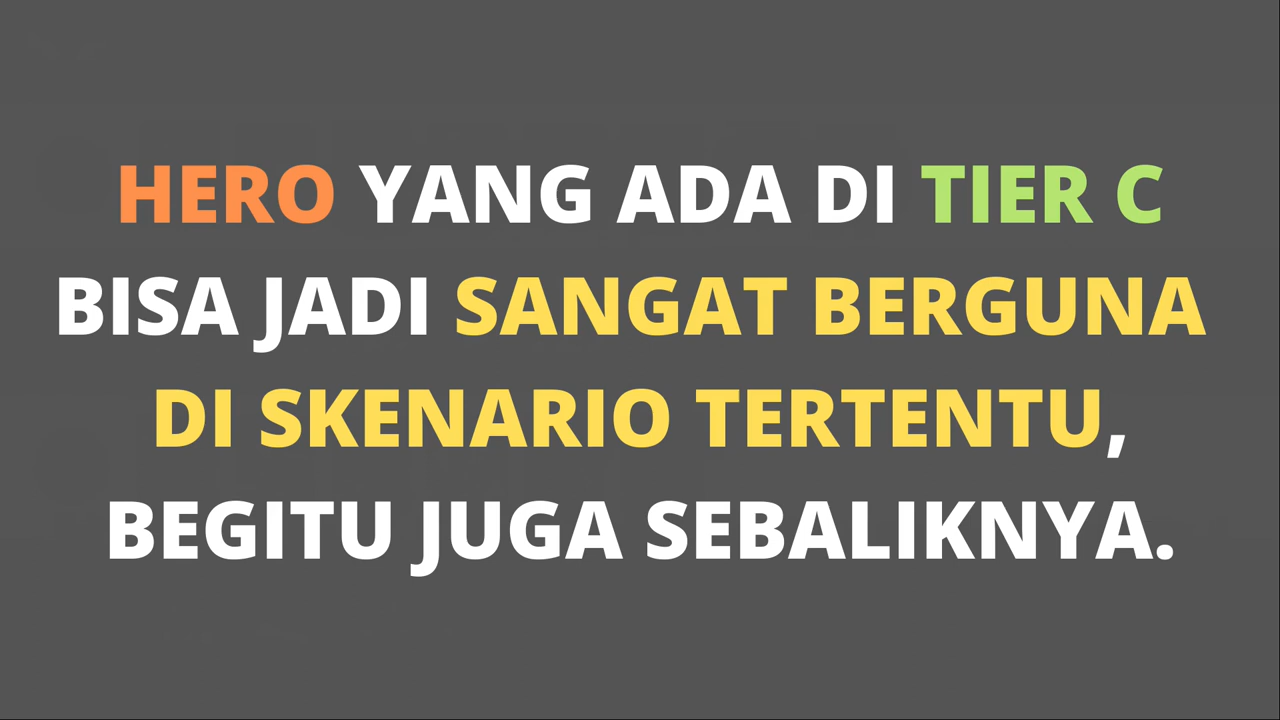 HERO YANG ADA DI TIER C
BISA JADI SANGAT BERGUNA
DI SKENARIO TERTENTU,
BEGITU JUGA SEBALIKNYA.